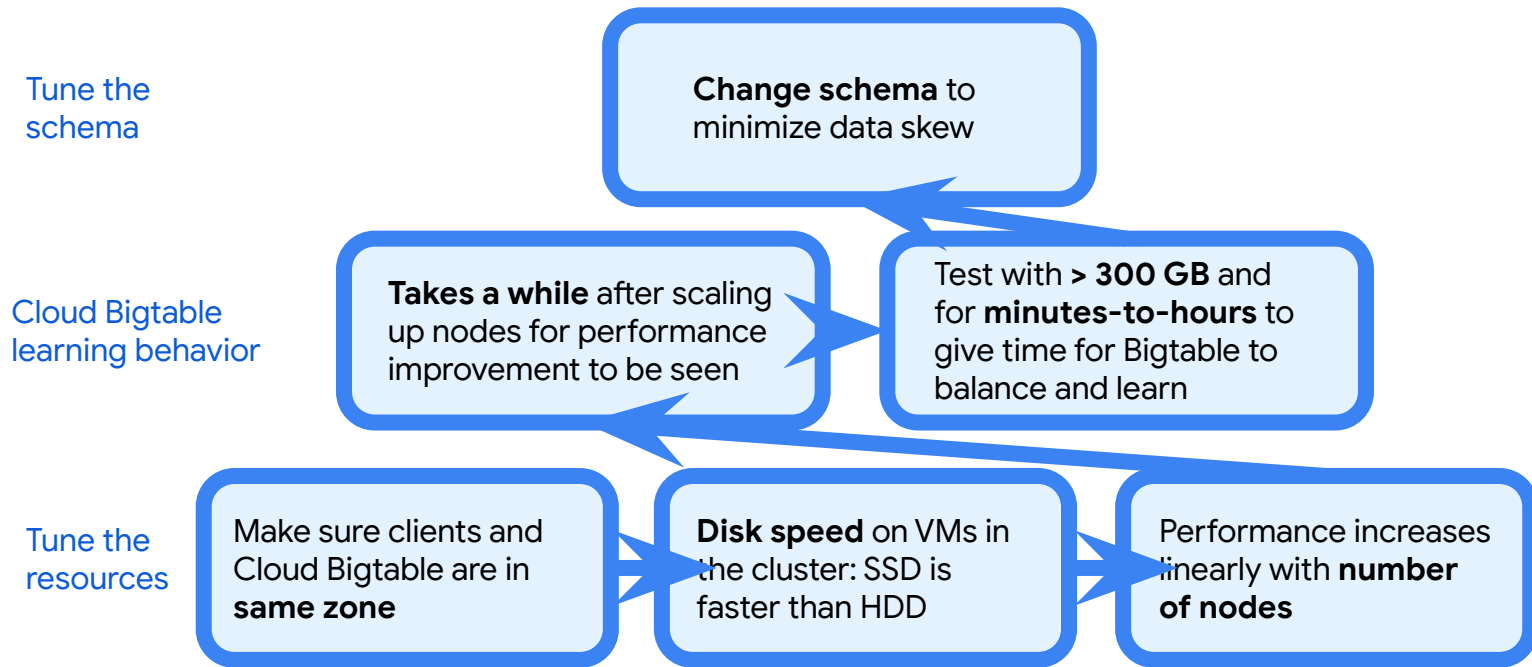 Tune the
schema
Change schema to
minimize data skew
Cloud Bigtable
learning behavior
Takes a while after scaling
up nodes for performance
improvement to be seen
Test with > 300 GB and
for minutes-to-hours to
give time for Bigtable to
balance and learn
Tune the
resources
Make sure clients and
Cloud Bigtable are in
same zone
Disk speed on VMs in
the cluster: SSD is
faster than HDD
Performance increases
linearly with number
of nodes